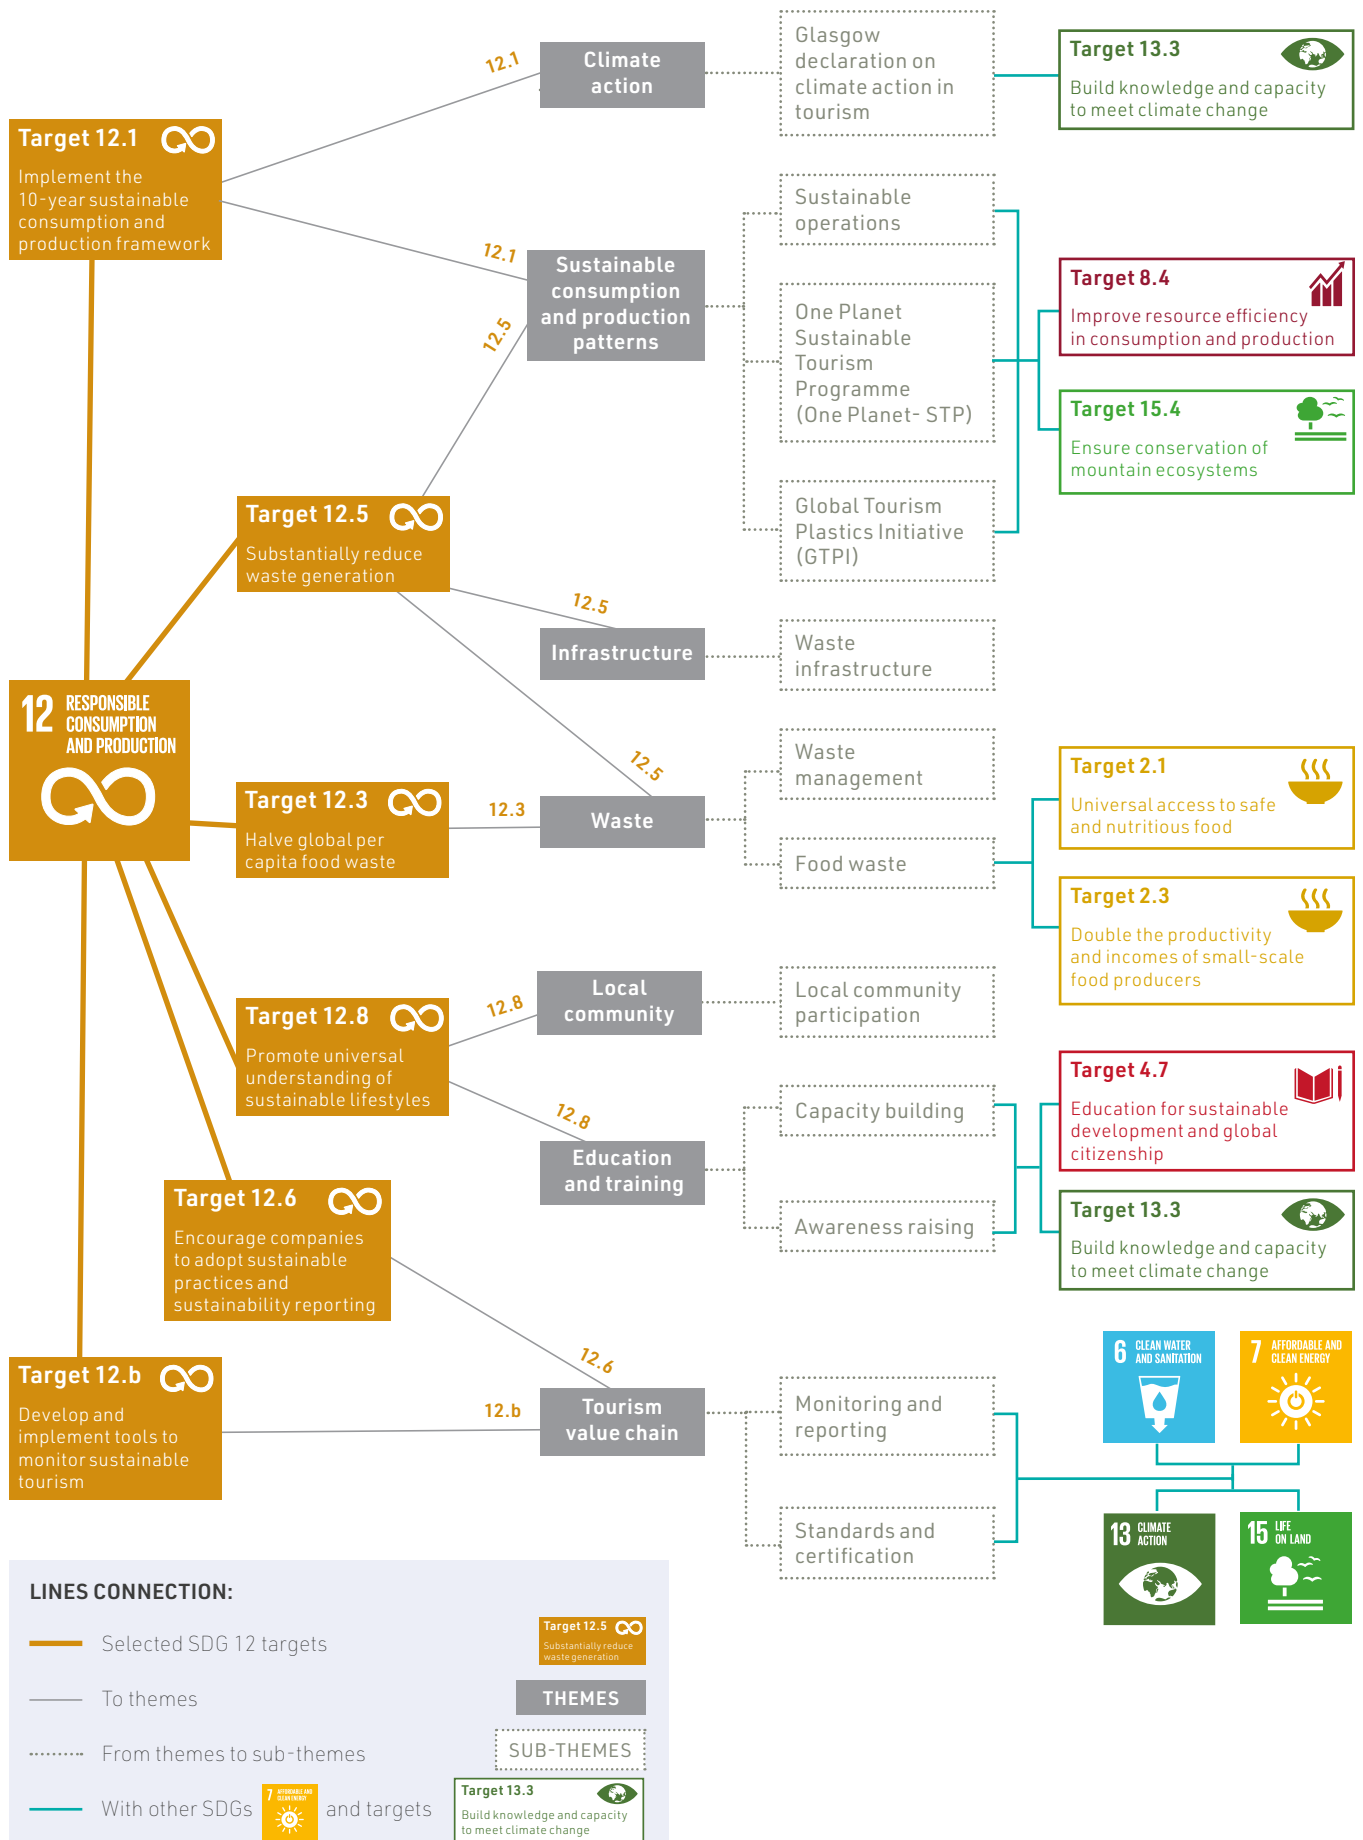 12.1
Climate
action
Glasgow
declaration on
climate action in
tourism
Target 13.3
Build knowledge and capacity
to meet climate change
Target 12.1
Implement the
10-year sustainable
consumption and
production framework
12.1
12.5
Sustainable
consumption
and production
patterns
Sustainable
operations
One Planet
Sustainable
Tourism
Programme
(One Planet- STP)
Global Tourism
Plastics Initiative
(GTPI)
Target 8.4
Improve resource efficiency
in consumption and production
Target 15.4
Ensure conservation of
mountain ecosystems
Target 12.5
Substantially reduce
waste generation
12.5
Infrastructure
Waste
infrastructure
12 RESPONSIBLE
CONSUMPTION
AND PRODUCTION
12.5
Target 12.3
Halve global per
capita food waste
12.3
Waste
Waste
management
Food waste
Target 2.1
Universal access to safe
and nutritious food
Target 2.3
Double the productivity
and incomes of small-scale
food producers
Target 12.8
Promote universal
understanding of
sustainable lifestyles
12.8
Local
community
Local community
participation
12.8
Education
and training
Capacity building
Awareness raising
Target 4.7
Education for sustainable
development and global
citizenship
Target 13.3
Build knowledge and capacity
to meet climate change
Target 12.6
Encourage companies
to adopt sustainable
practices and
sustainability reporting
12.6
Target 12.b
Develop and
implement tools to
monitor sustainable
tourism
12.b
Tourism
value chain
Monitoring and
reporting
Standards and
certification
6 CLEAN WATER
AND SANITATION
7 AFFORDABLE AND
CLEAN ENERGY
13 CLIMATE
ACTION
15 LIFE
ON LAND
LINES CONNECTION:
Selected SDG 12 targets
Target 12.5
Substantially reduce
waste generation
To themes
THEMES
From themes to sub-themes
SUB-THEMES
With other SDGs
7 AFFORDABLE AND
CLEAN ENERGY
and targets
Target 13.3
Build knowledge and capacity
to meet climate change